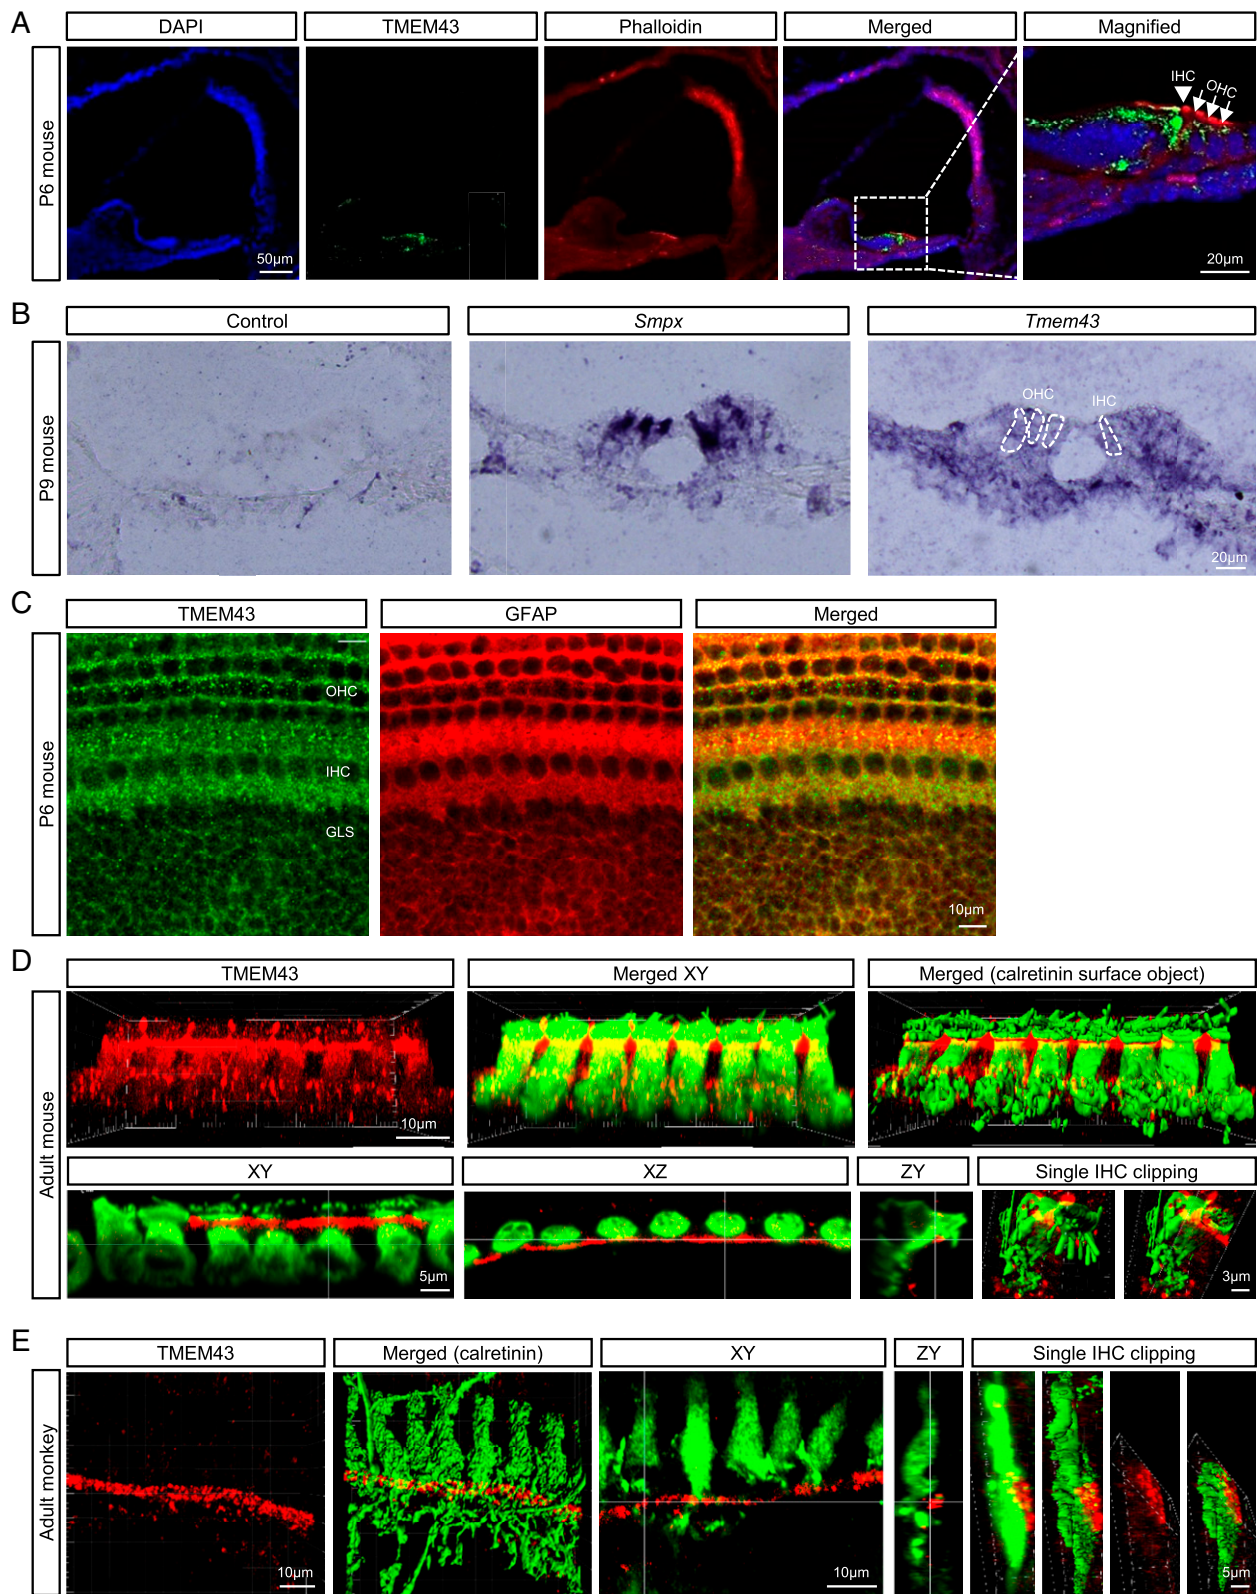 A
DAPI
TMEM43
Phalloidin
Merged
Magnified
P6 mouse
50µm
IHC
OHC
20µm
B
Control
Smpx
Tmem43
P9 mouse
OHC
IHC
20µm
C
TMEM43
GFAP
Merged
P6 mouse
OHC
IHC
GLS
10µm
D
TMEM43
Merged XY
Merged (calretinin surface object)
Adult mouse
10µm
XY
XZ
ZY
Single IHC clipping
5µm
3µm
E
TMEM43
Merged (calretinin)
XY
ZY
Single IHC clipping
Adult monkey
10µm
10µm
5µm